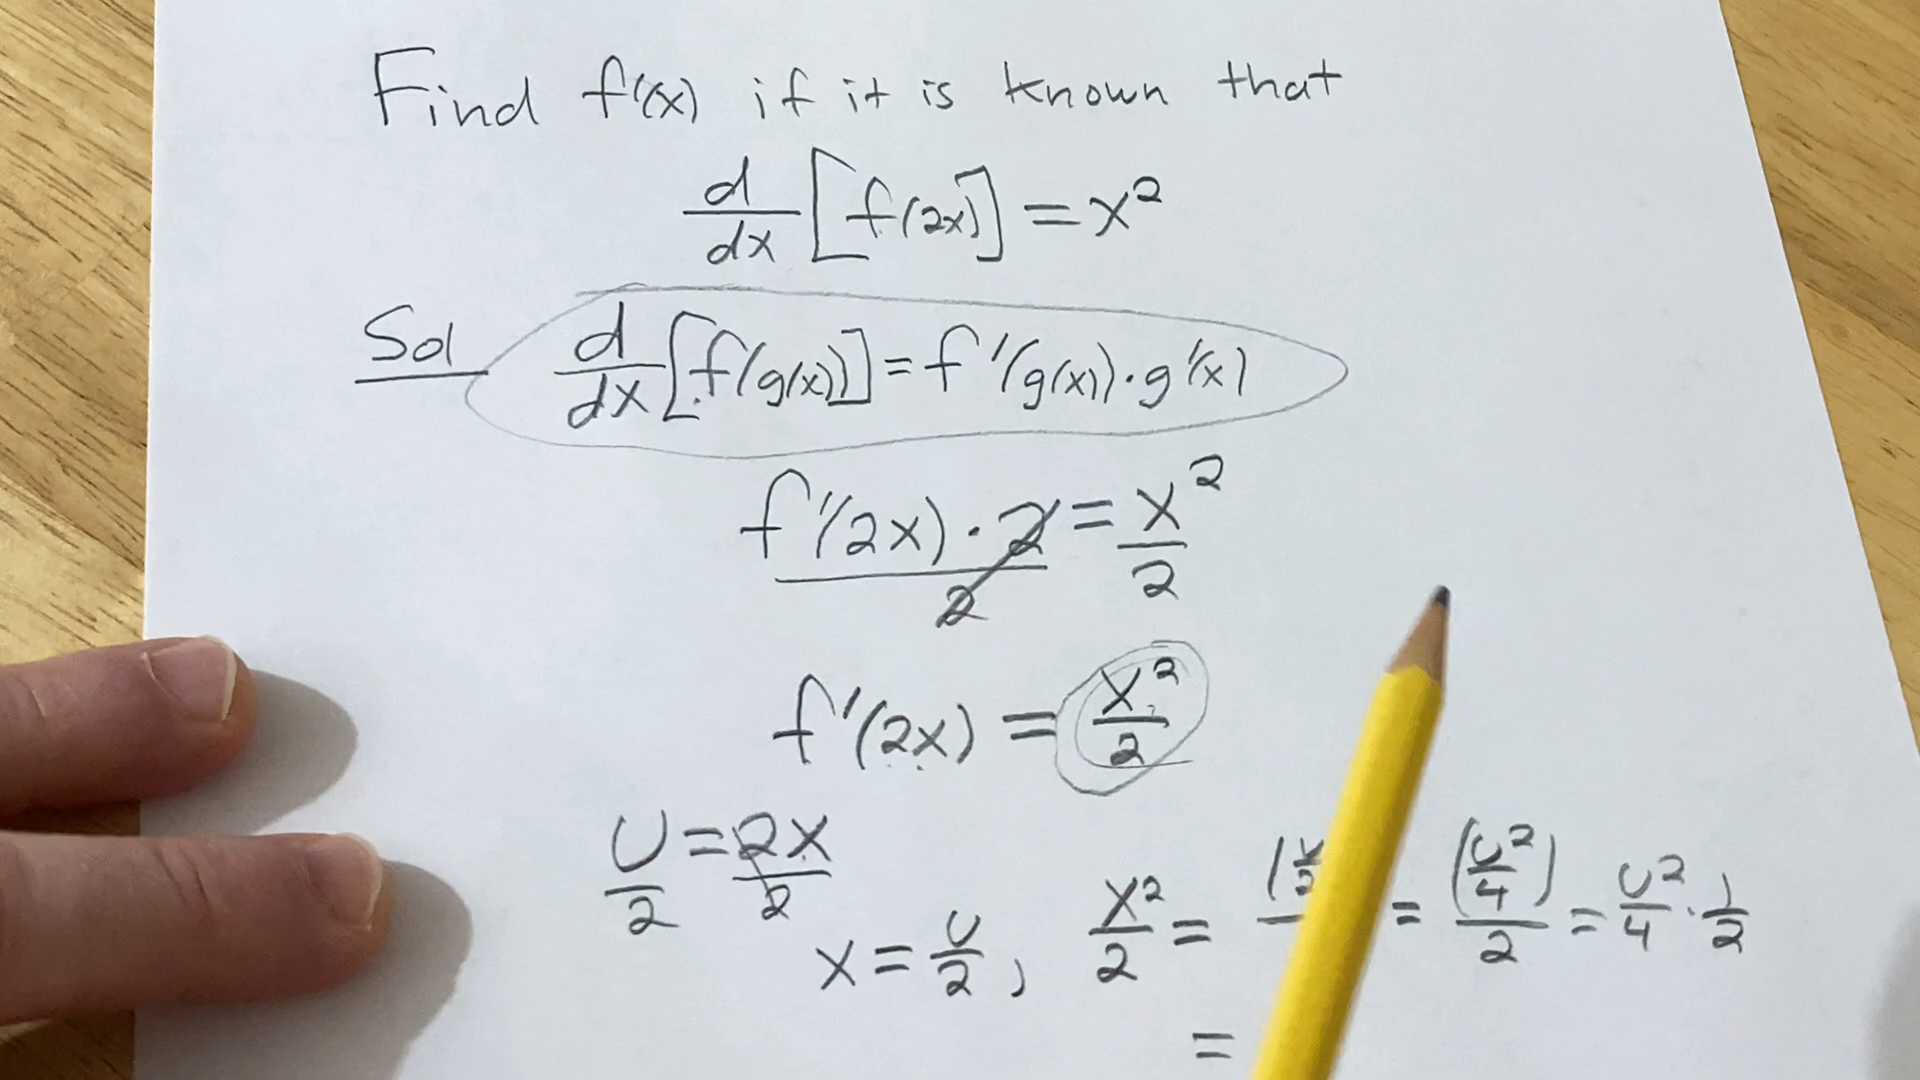 Find f'(x) if it is known that
d/dx [f(2x)] = x²
Sol d/dx [f(g(x))] = f'(g(x)) · g'(x)
f'(2x) · 2 / 2 = x² / 2
f'(2x) = x² / 2
U/2 = 2x/2
x = U/2 , x²/2 = = (U²/4)/2 = U²/4 · 1/2
=